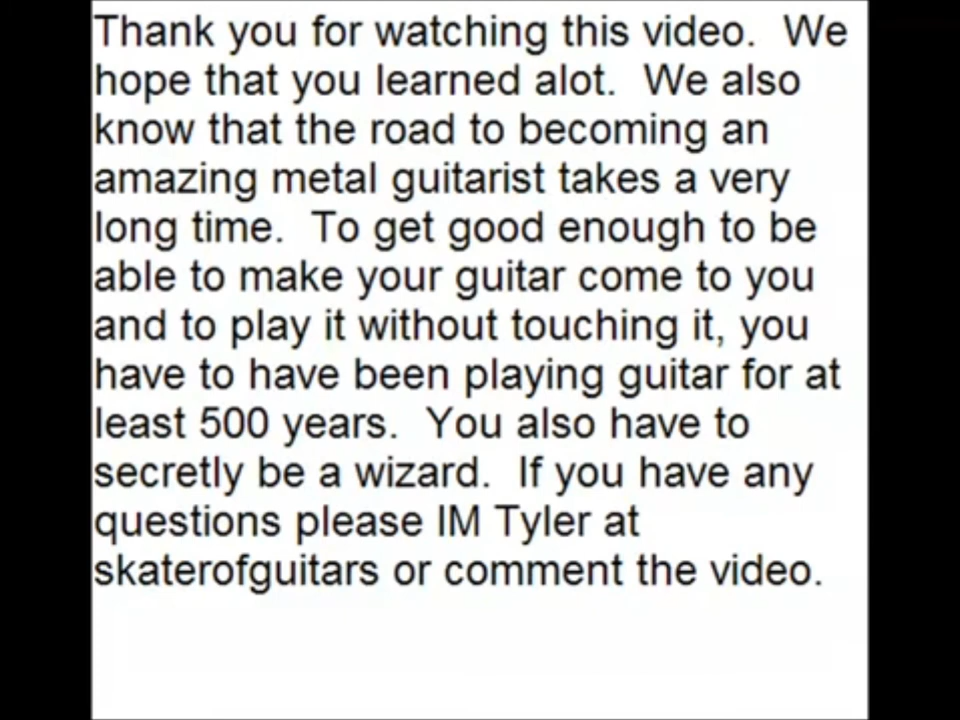 Thank you for watching this video.  We
hope that you learned alot.  We also
know that the road to becoming an
amazing metal guitarist takes a very
long time.  To get good enough to be
able to make your guitar come to you
and to play it without touching it, you
have to have been playing guitar for at
least 500 years.  You also have to
secretly be a wizard.  If you have any
questions please IM Tyler at
skaterofguitars or comment the video.